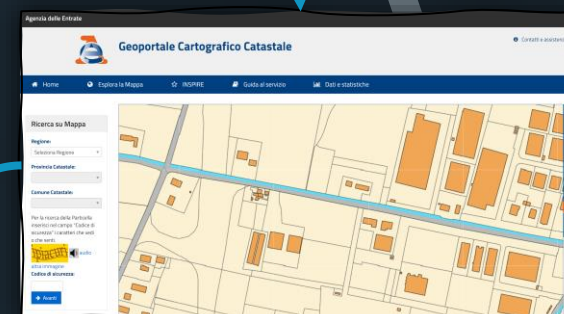 Agenzia delle Entrate
Geoportale Cartografico Catastale
Contatti e assistenza
Home
Esplora la Mappa
INSPIRE
Guida al servizio
Dati e statistiche
Ricerca su Mappa
Regione:
Seleziona Regione
Provincia Catastale:
Comune Catastale:
Per la ricerca della Particella
inserisci nel campo "Codice di
sicurezza" i caratteri che vedi
o che senti.
audio
altra immagine
Codice di sicurezza:
Avanti